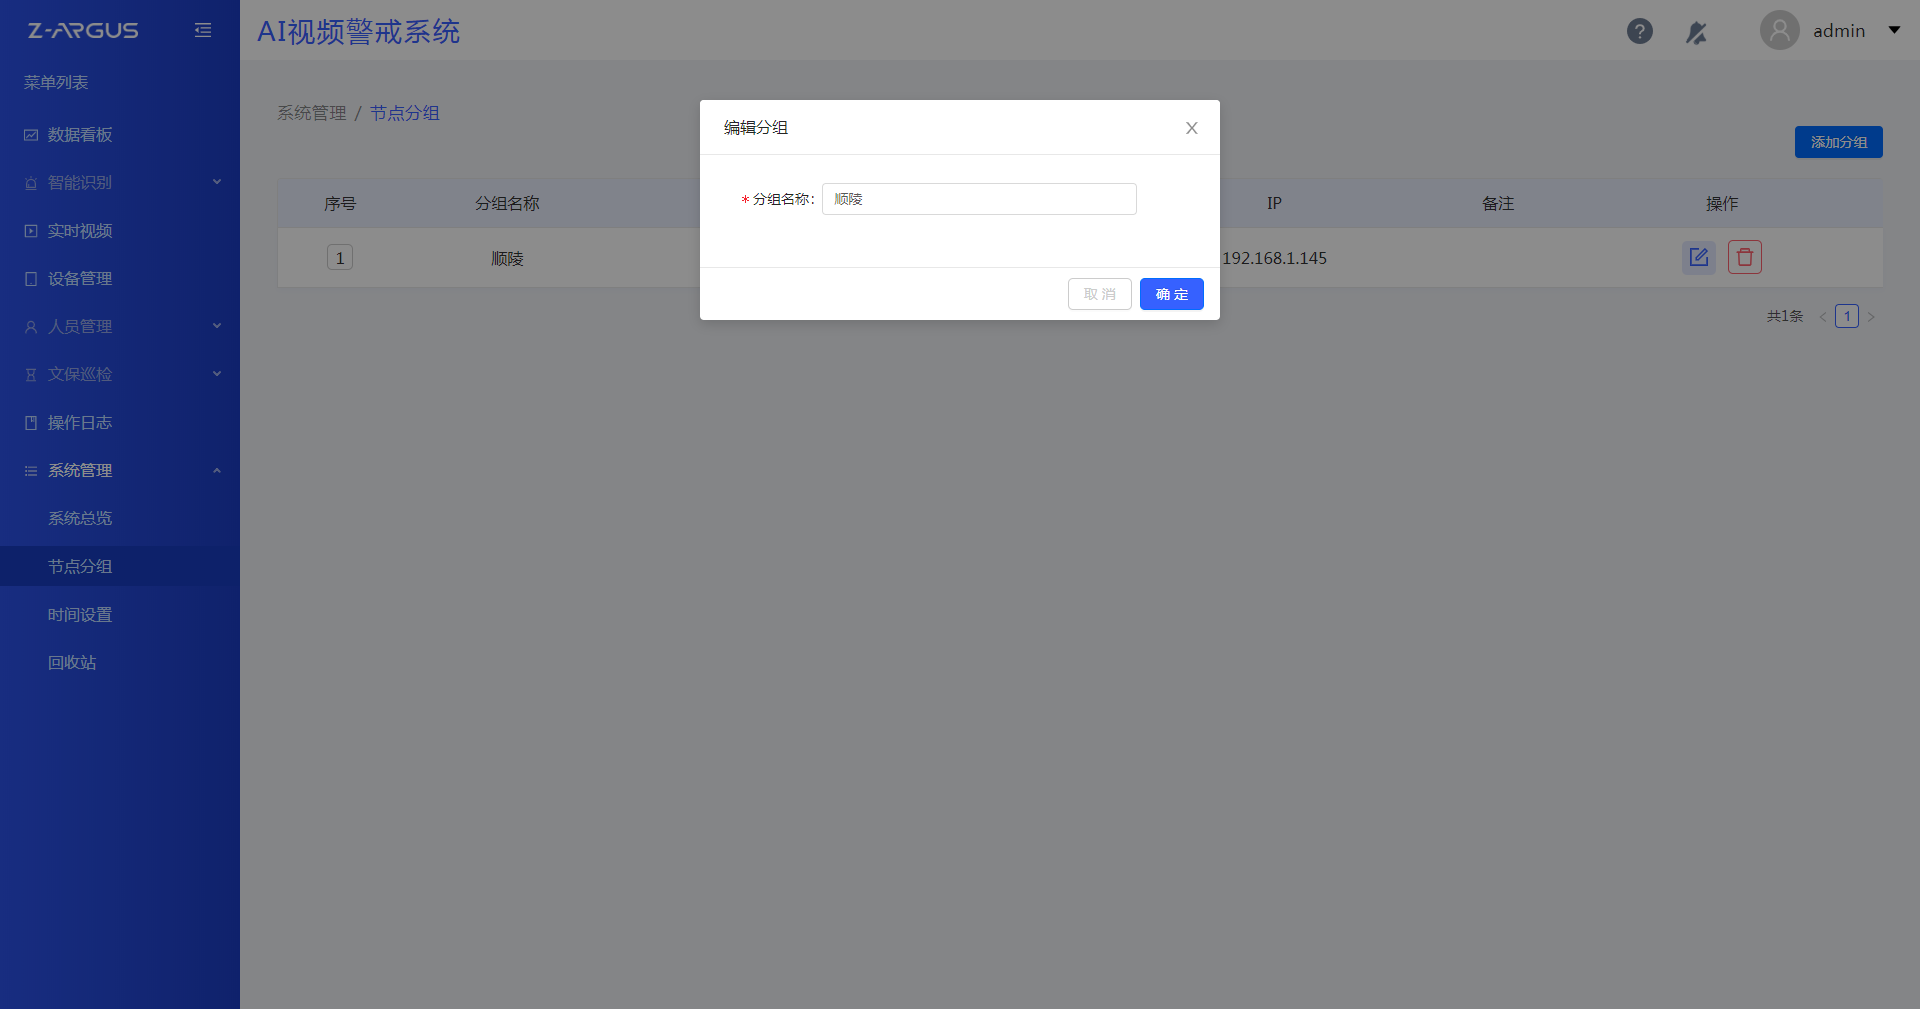 Z-ARGUS
AI视频警戒系统
admin
菜单列表
数据看板
智能识别
实时视频
设备管理
人员管理
文保巡检
操作日志
系统管理
系统总览
节点分组
时间设置
回收站
系统管理 / 节点分组
添加分组
序号 分组名称 IP 备注 操作
1 顺陵 192.168.1.145
共1条 < 1 >
编辑分组 X
* 分组名称: 顺陵
取消 确定